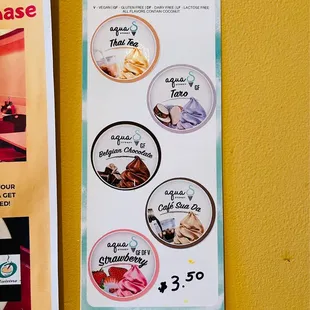 hase
V - VEGAN | GF - GLUTEN FREE | DF - DAIRY FREE | LF - LACTOSE FREE
ALL FLAVORS CONTAIN COCONUT
aqua S
Thai Tea
aqua S
GF
Taro
aqua S
GF
Belgian Chocolate
aqua S
Café Sua Da
aqua S
GF DF V
Strawberry
$3.50
YOUR
A GET
ED!